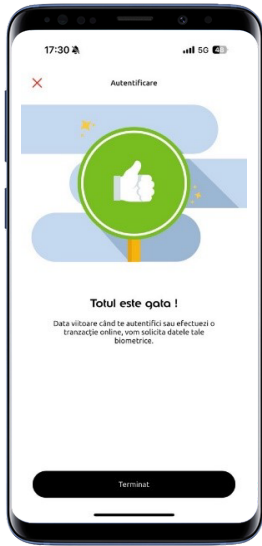 17:30
5G
Autentificare
Totul este gata !
Data viitoare când te autentifici sau efectuezi o
tranzacție online, vom solicita datele tale
biometrice.
Terminat